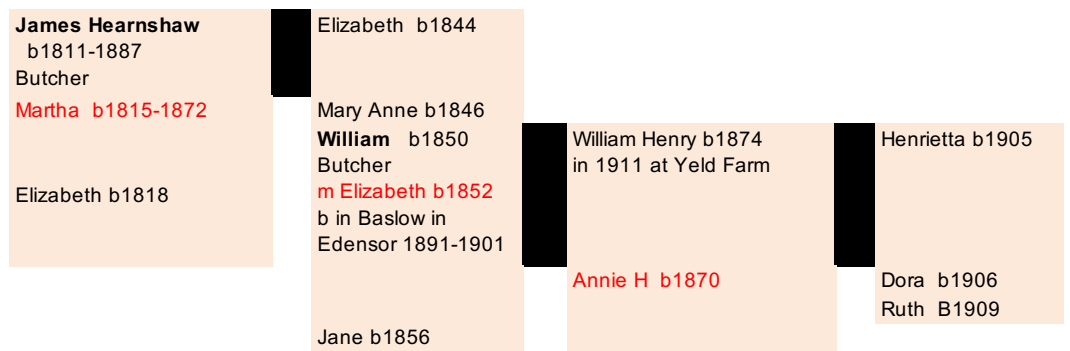 James Hearnshaw
b1811-1887
Butcher
Martha b1815-1872
Elizabeth b1818
Elizabeth b1844
Mary Anne b1846
William b1850
Butcher
m Elizabeth b1852
b in Baslow in
Edensor 1891-1901
Jane b1856
William Henry b1874
in 1911 at Yeld Farm
Annie H b1870
Henrietta b1905
Dora b1906
Ruth B1909